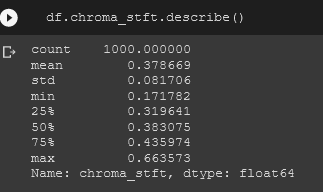 df.chroma_stft.describe()
count 1000.000000
mean 0.378669
std 0.081706
min 0.171782
25% 0.319641
50% 0.383075
75% 0.435974
max 0.663573
Name: chroma_stft, dtype: float64